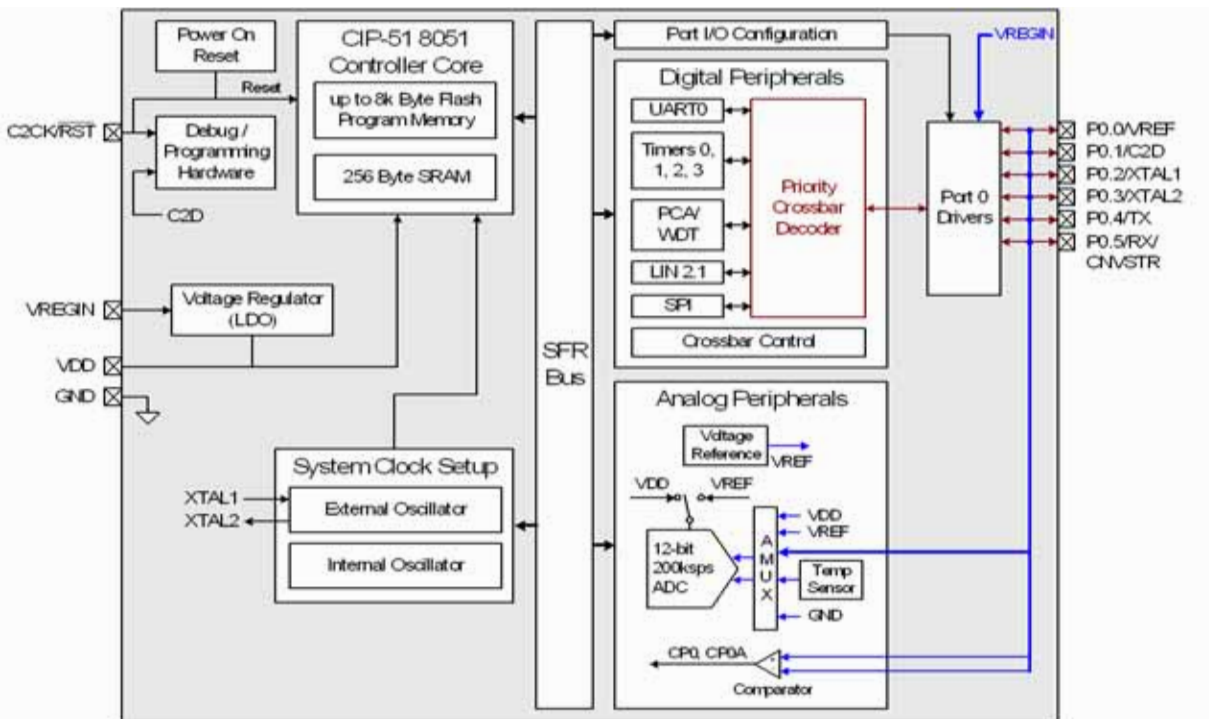 Power On
Reset
CIP-51 8051
Controller Core
up to 8k Byte Flash
Program Memory
256 Byte SRAM
Reset
C2CK/RST
Debug /
Programming
Hardware
C2D
VREGIN
Voltage Regulator
(LDO)
VDD
GND
System Clock Setup
XTAL1
XTAL2
External Oscillator
Internal Oscillator
SFR
Bus
Port I/O Configuration
Digital Peripherals
UART0
Timers 0,
1, 2, 3
PCA/
WDT
LIN 2.1
SPI
Priority
Crossbar
Decoder
Crossbar Control
VREGIN
Port 0
Drivers
P0.0/VREF
P0.1/C2D
P0.2/XTAL1
P0.3/XTAL2
P0.4/TX
P0.5/RX/
CNVSTR
Analog Peripherals
Voltage
Reference
VREF
VDD
VREF
12-bit
200ksps
ADC
A
M
U
X
VDD
VREF
Temp
Sensor
GND
CP0, CP0A
+
-
Comparator